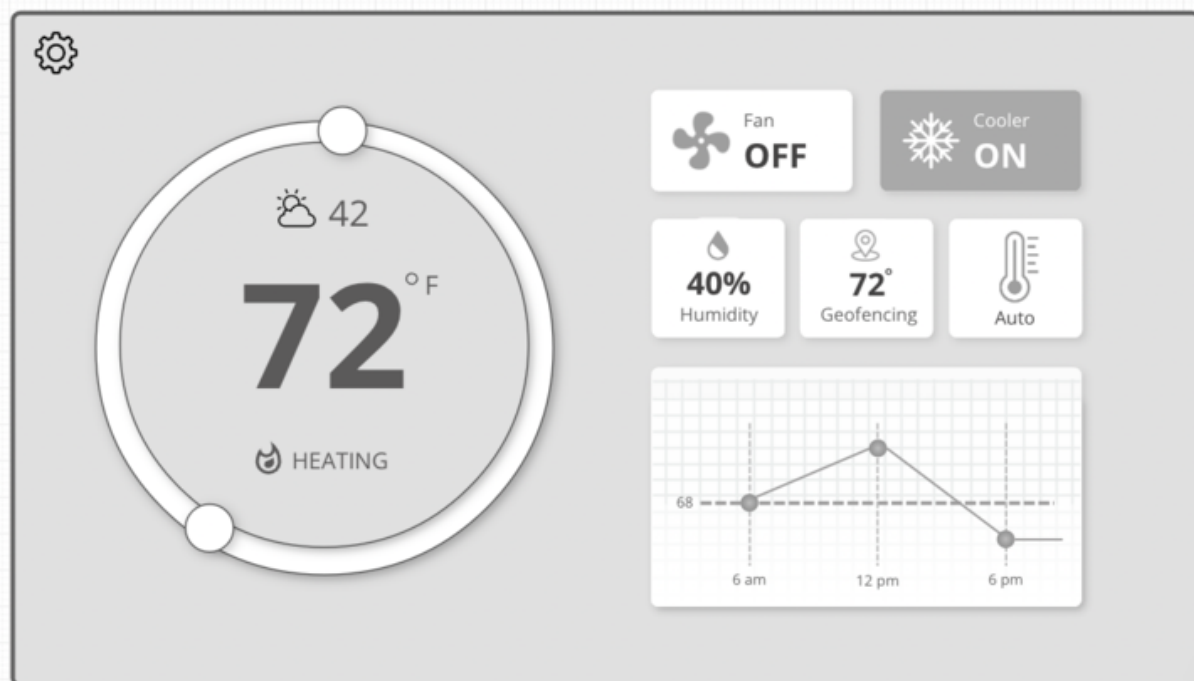 42
72°F
HEATING
Fan
OFF
Cooler
ON
40%
Humidity
72°
Geofencing
Auto
68
6 am
12 pm
6 pm